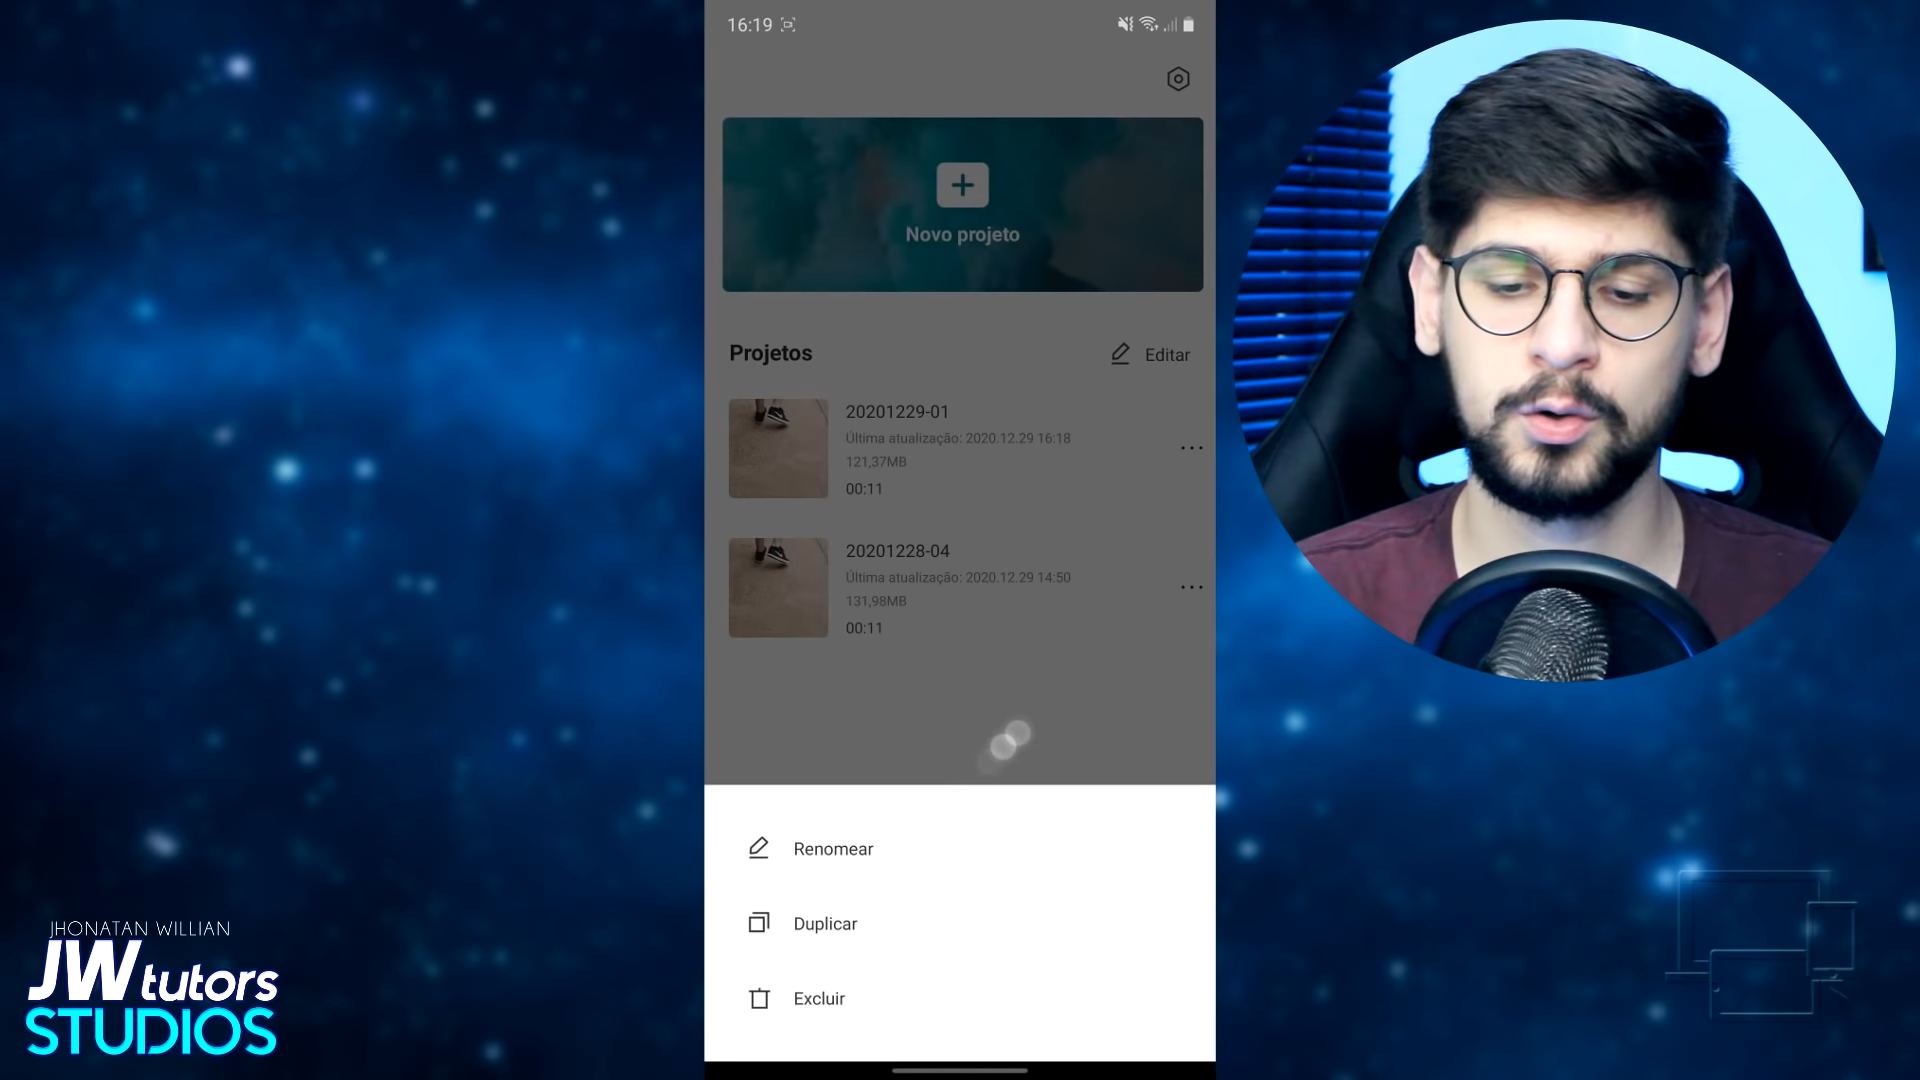 16:19
Novo projeto
Projetos
Editar
20201229-01
Última atualização: 2020.12.29 16:18
121,37MB
00:11
20201228-04
Última atualização: 2020.12.29 14:50
131,98MB
00:11
Renomear
Duplicar
Excluir
JHONATAN WILLIAN
JW tutors
STUDIOS